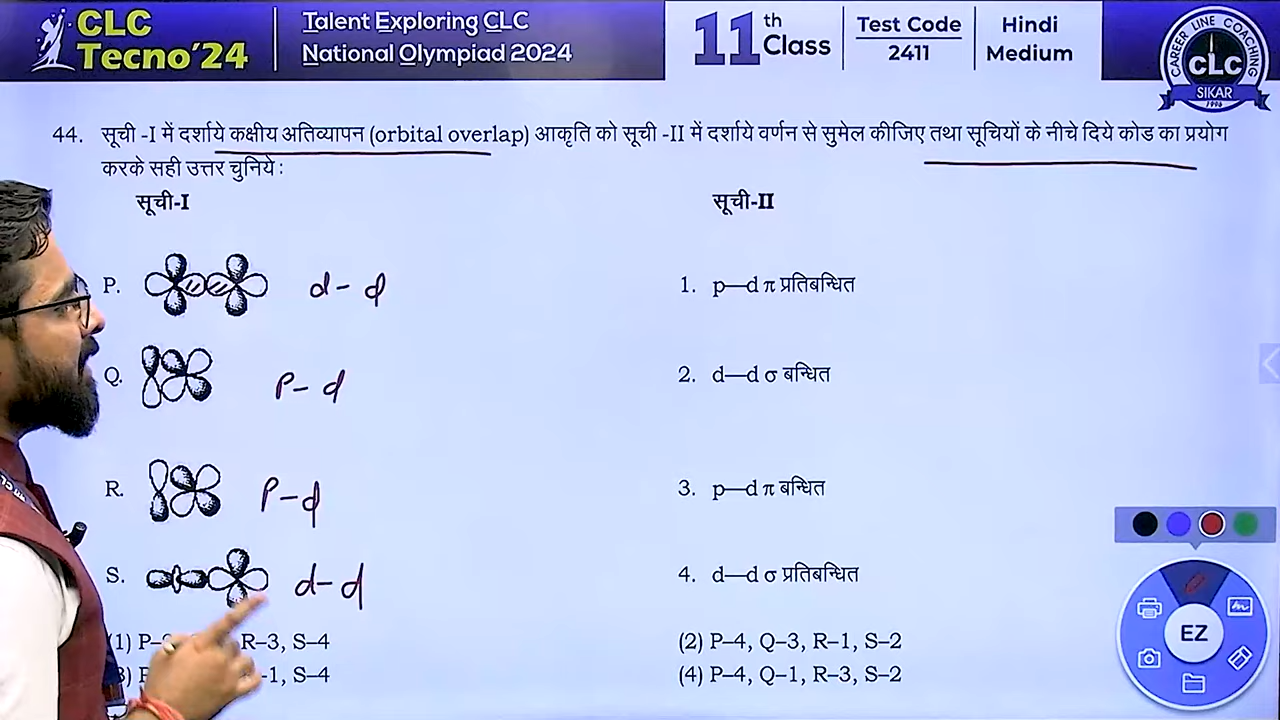 CLC
Tecno'24
Talent Exploring CLC
National Olympiad 2024
11th Class
Test Code
2411
Hindi
Medium
CAREER LINE COACHING
CLC
SIKAR
1996
44. सूची -I में दर्शाये कक्षीय अतिव्यापन (orbital overlap) आकृति को सूची -II में दर्शाये वर्णन से सुमेल कीजिए तथा सूचियों के नीचे दिये कोड का प्रयोग
करके सही उत्तर चुनिये :
सूची-I सूची-II
P. d - d 1. p—d π प्रतिबन्धित
Q. P - d 2. d—d σ बन्धित
R. P - d 3. p—d π बन्धित
S. d - d 4. d—d σ प्रतिबन्धित
R–3, S–4 (2) P–4, Q–3, R–1, S–2
–1, S–4 (4) P–4, Q–1, R–3, S–2
EZ